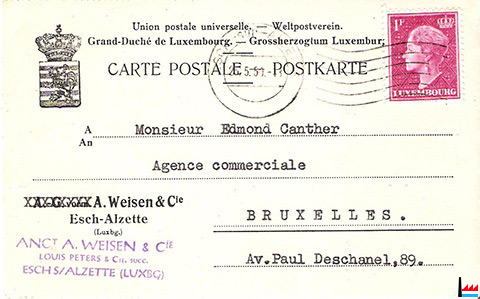 Union postale universelle. — Weltpostverein.
Grand-Duché de Luxembourg. — Grossherzogtum Luxemburg.
CARTE POSTALE — POSTKARTE
1F
LUXEMBOURG
A Monsieur Edmond Canther
An
Agence commerciale
A. Weisen & Cie
Esch-Alzette
(Luxbg.)
BRUXELLES.
ANCT A. WEISEN & CIE
LOUIS PETERS & Cie. succ.
ESCH S/ALZETTE (LUXBG)
Av.Paul Deschanel,89.